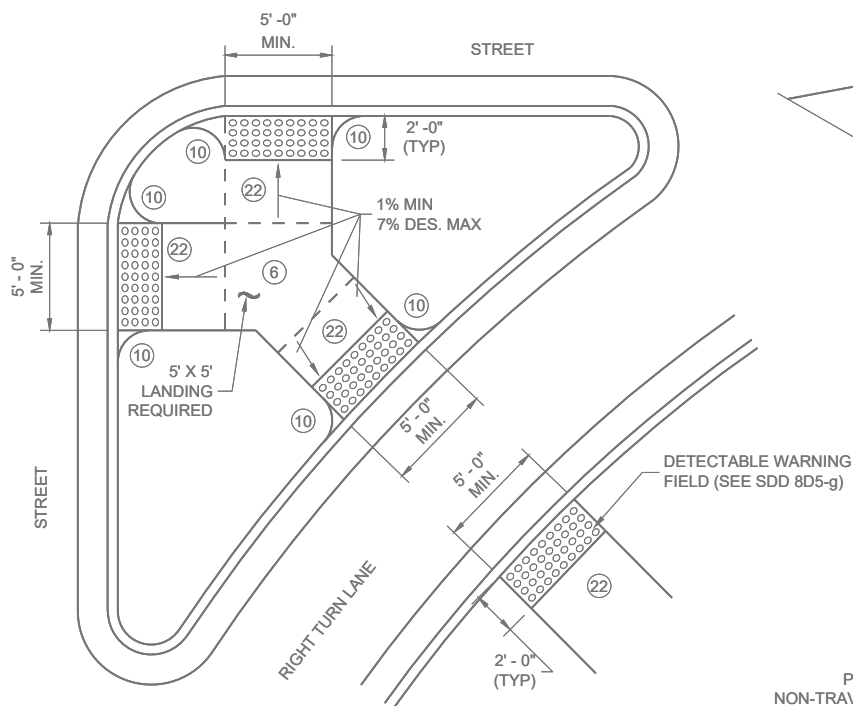 5' -0"
MIN.
STREET
2' -0"
(TYP)
10
10
10
22
1% MIN
7% DES. MAX
22
5' - 0"
MIN.
6
22
10
10
5' X 5'
LANDING
REQUIRED
10
5' - 0"
MIN.
5' - 0"
MIN.
DETECTABLE WARNING
FIELD (SEE SDD 8D5-g)
STREET
22
RIGHT TURN LANE
2' - 0"
(TYP)
P
NON-TRAV